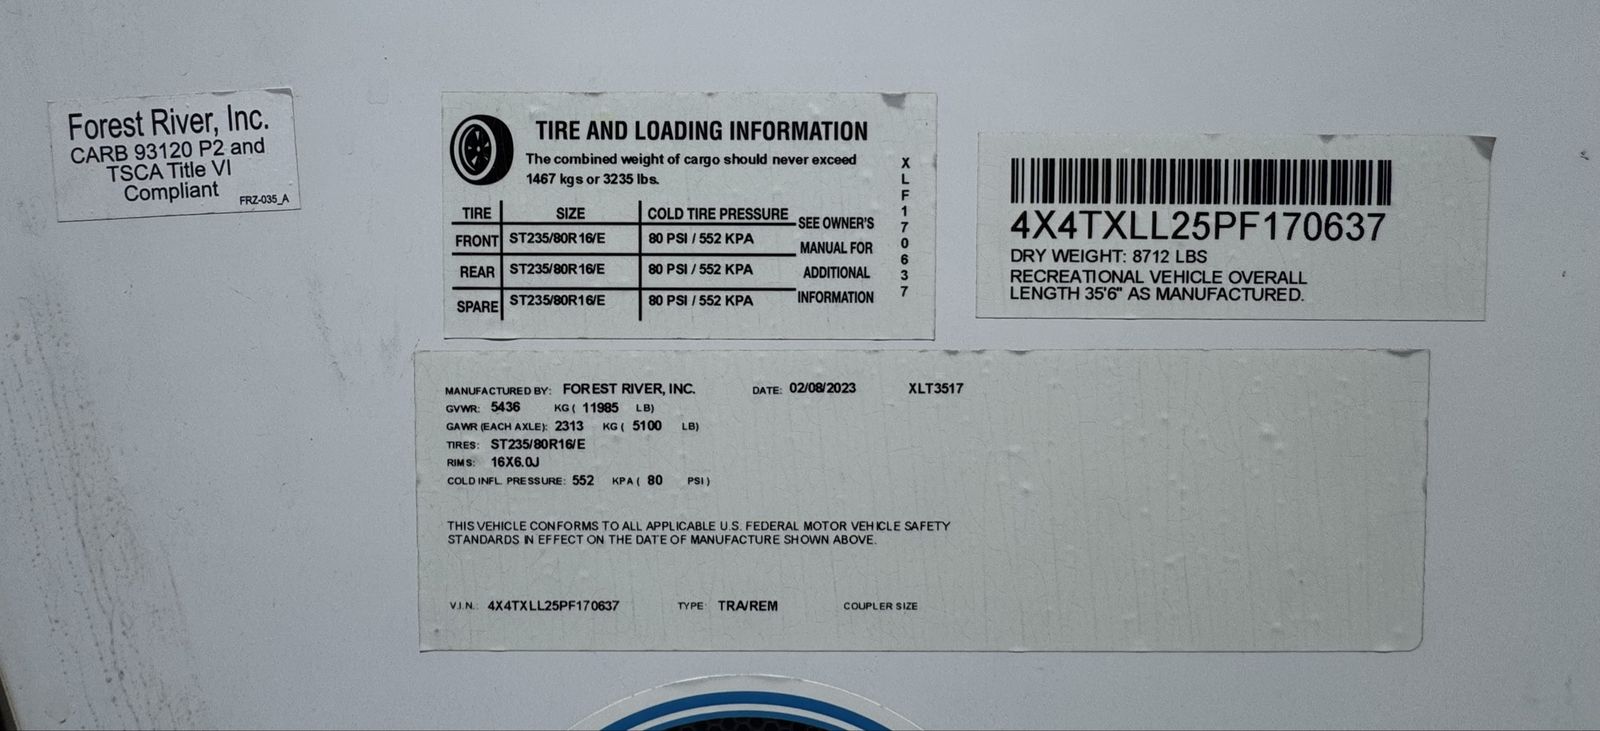 Forest River, Inc.
CARB 93120 P2 and
TSCA Title VI
Compliant
FRZ-035_A
TIRE AND LOADING INFORMATION
The combined weight of cargo should never exceed
1467 kgs or 3235 lbs.
TIRE SIZE COLD TIRE PRESSURE
FRONT ST235/80R16/E 80 PSI / 552 KPA
REAR ST235/80R16/E 80 PSI / 552 KPA
SPARE ST235/80R16/E 80 PSI / 552 KPA
SEE OWNER'S
MANUAL FOR
ADDITIONAL
INFORMATION
XLF170637
4X4TXLL25PF170637
DRY WEIGHT: 8712 LBS
RECREATIONAL VEHICLE OVERALL
LENGTH 35'6" AS MANUFACTURED.
MANUFACTURED BY: FOREST RIVER, INC. DATE: 02/08/2023 XLT3517
GVWR: 5436 KG ( 11985 LB)
GAWR (EACH AXLE): 2313 KG ( 5100 LB)
TIRES: ST235/80R16/E
RIMS: 16X6.0J
COLD INFL. PRESSURE: 552 KPA ( 80 PSI )
THIS VEHICLE CONFORMS TO ALL APPLICABLE U.S. FEDERAL MOTOR VEHICLE SAFETY
STANDARDS IN EFFECT ON THE DATE OF MANUFACTURE SHOWN ABOVE.
V.I.N.: 4X4TXLL25PF170637 TYPE: TRA/REM COUPLER SIZE